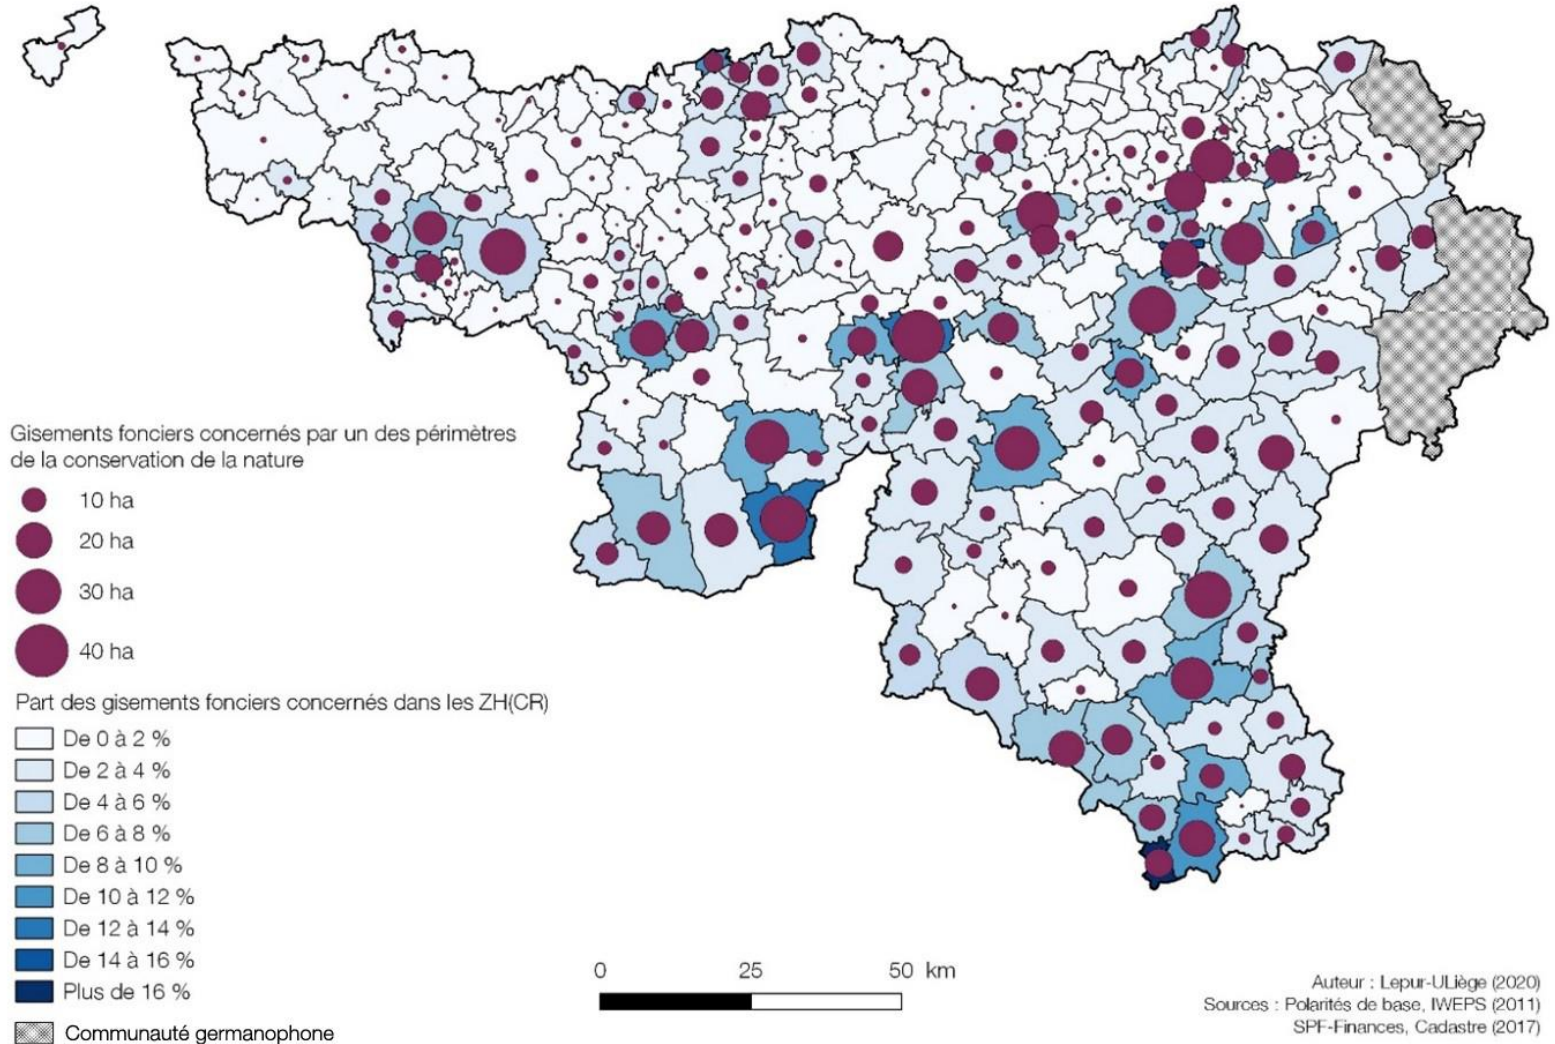 Gisements fonciers concernés par un des périmètres
de la conservation de la nature
10 ha
20 ha
30 ha
40 ha
Part des gisements fonciers concernés dans les ZH(CR)
De 0 à 2 %
De 2 à 4 %
De 4 à 6 %
De 6 à 8 %
De 8 à 10 %
De 10 à 12 %
De 12 à 14 %
De 14 à 16 %
Plus de 16 %
Communauté germanophone
0 25 50 km
Auteur : Lepur-ULiège (2020)
Sources : Polarités de base, IWEPS (2011)
SPF-Finances, Cadastre (2017)